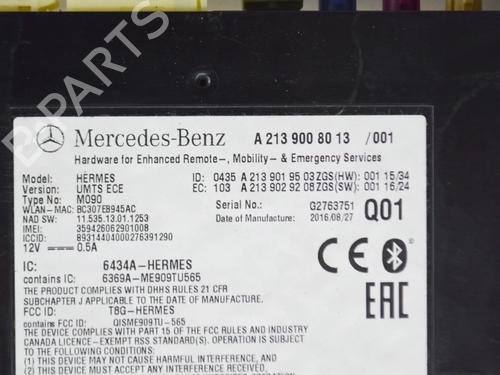 Mercedes-Benz A 213 900 80 13 /001
Hardware for Enhanced Remote-, Mobility- & Emergency Services
Model: HERMES ID: 0435 A 213 901 95 03 ZGS(HW): 001 15/34
Version: UMTS ECE EC: 103 A 213 902 92 08 ZGS(SW): 001 16/24
Type No: M090
WLAN-MAC: BC307EB945AC Serial No.: G2763751
NAD SW: 11.535.13.01.1253 Date of Manufacture: 2016/08/27 Q01
IMEI: 359426062901008
ICCID: 89314404000276391290
12V 0.5A
IC: 6434A-HERMES
contains IC: 6369A-ME909TU565
THE PRODUCT COMPLIES WITH DHHS RULES 21 CFR
SUBCHAPTER J APPLICABLE TO THE DATE OF MANUFACTURE.
FCC ID: T8G-HERMES
contains FCC ID: QISME909TU-565
THE DEVICE COMPLIES WITH PART 15 OF THE FCC RULES AND INDUSTRY
CANADA LICENCE-EXEMPT RSS STANDARD(S). OPERATION IS SUBJECT
TO THE FOLLOWING TWO CONDITIONS:
(1) THIS DEVICE MAY NOT CAUSE HARMFUL INTERFERENCE, AND
(2) THIS DEVICE MUST ACCEPT ANY INTERFERENCE RECEIVED,
CE
EAC